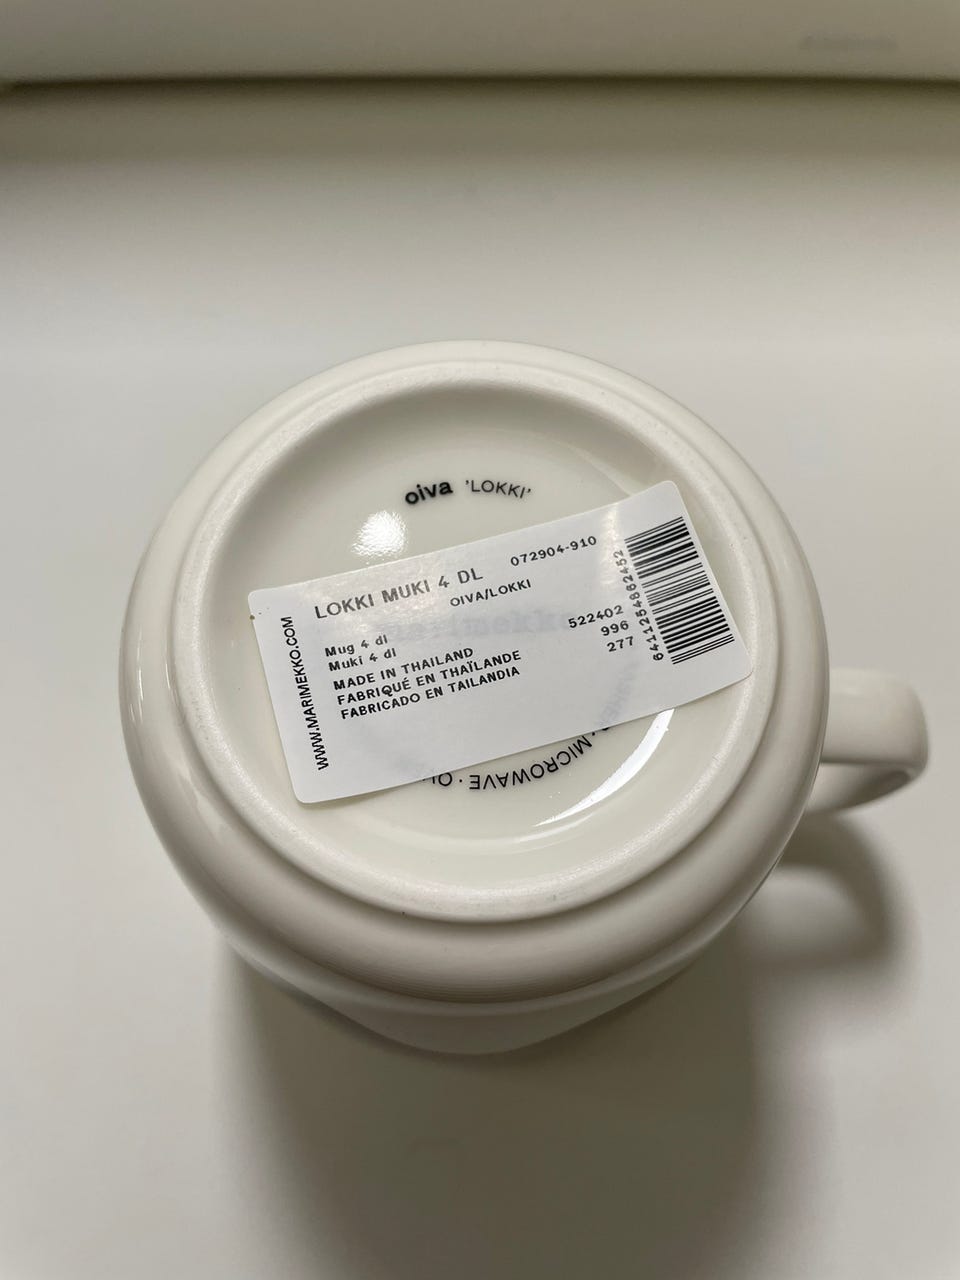 oiva 'LOKKI'
LOKKI MUKI 4 DL 072904-910
OIVA/LOKKI
Mug 4 dl 522402
Muki 4 dl 996
MADE IN THAILAND 277
FABRIQUÉ EN THAÏLANDE
FABRICADO EN TAILANDIA
WWW.MARIMEKKO.COM
6411254862452
marimekko
· MICROWAVE ·